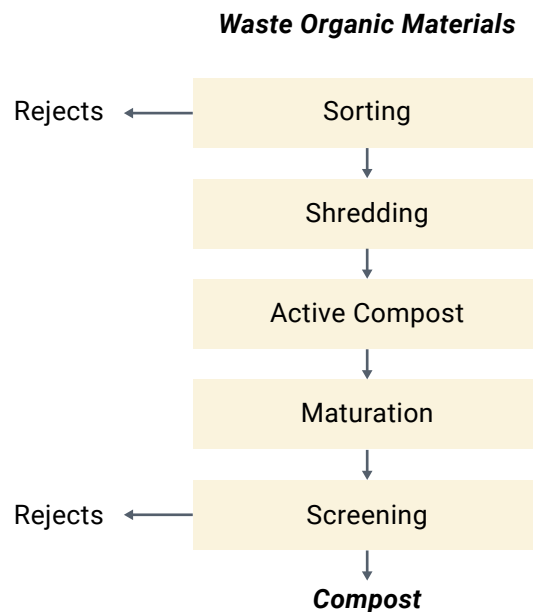 Waste Organic Materials
Rejects
Sorting
Shredding
Active Compost
Maturation
Rejects
Screening
Compost